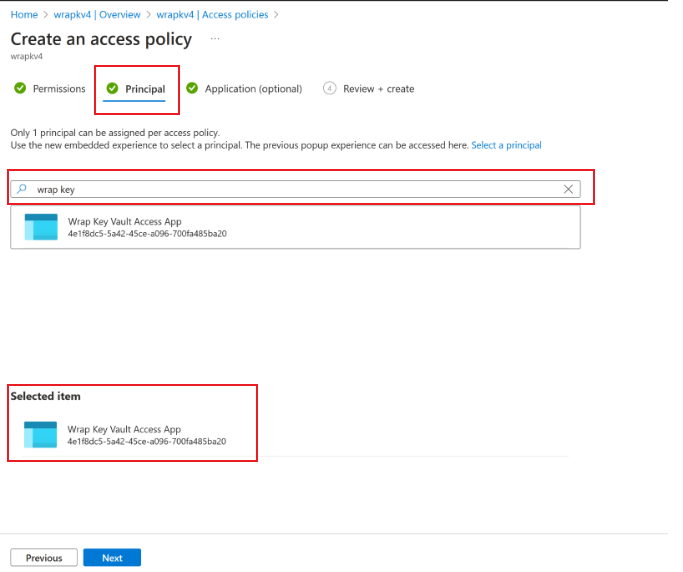 Home > wrapkv4 | Overview > wrapkv4 | Access policies >
Create an access policy ...
wrapkv4
Permissions Principal Application (optional) 4 Review + create
Only 1 principal can be assigned per access policy.
Use the new embedded experience to select a principal. The previous popup experience can be accessed here. Select a principal
wrap key
Wrap Key Vault Access App
4e1f8dc5-5a42-45ce-a096-700fa485ba20
Selected item
Wrap Key Vault Access App
4e1f8dc5-5a42-45ce-a096-700fa485ba20
Previous Next